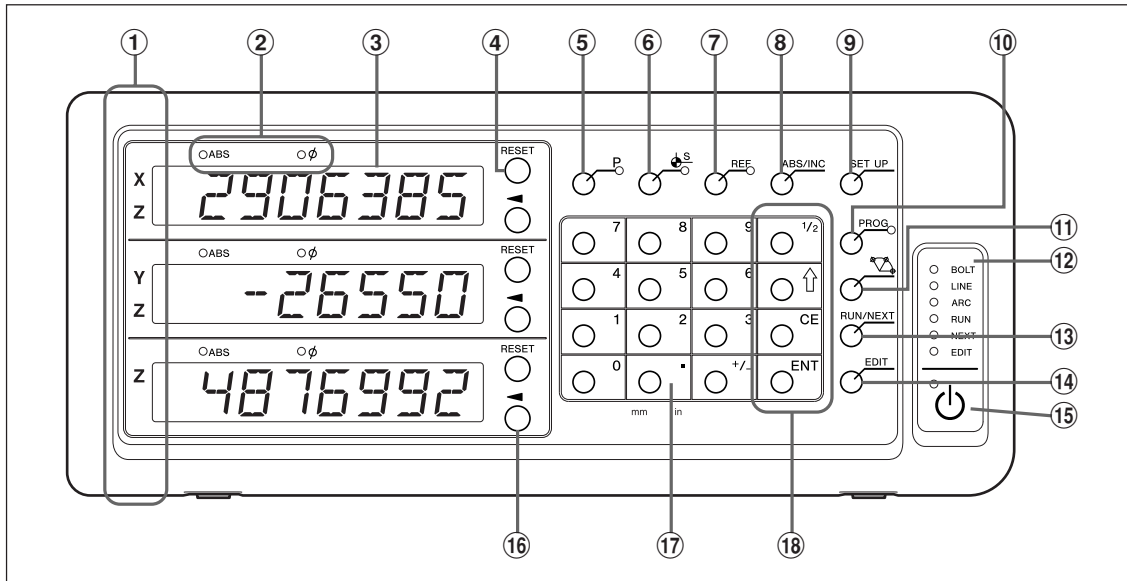 ① ② ③ ④ ⑤ ⑥ ⑦ ⑧ ⑨ ⑩
ABS ϕ RESET P S REF ABS/INC SET UP
X 2906385
Z
7 8 9 1/2 PROG
ABS ϕ RESET ⑪
Y -26550 4 5 6 ⇧ BOLT ⑫
Z LINE
ARC
1 2 3 CE RUN/NEXT RUN
NEXT ⑬
ABS ϕ RESET EDIT
Z 4876992 0 . +/- ENT EDIT ⑭
mm in ⑮
⑯ ⑰ ⑱